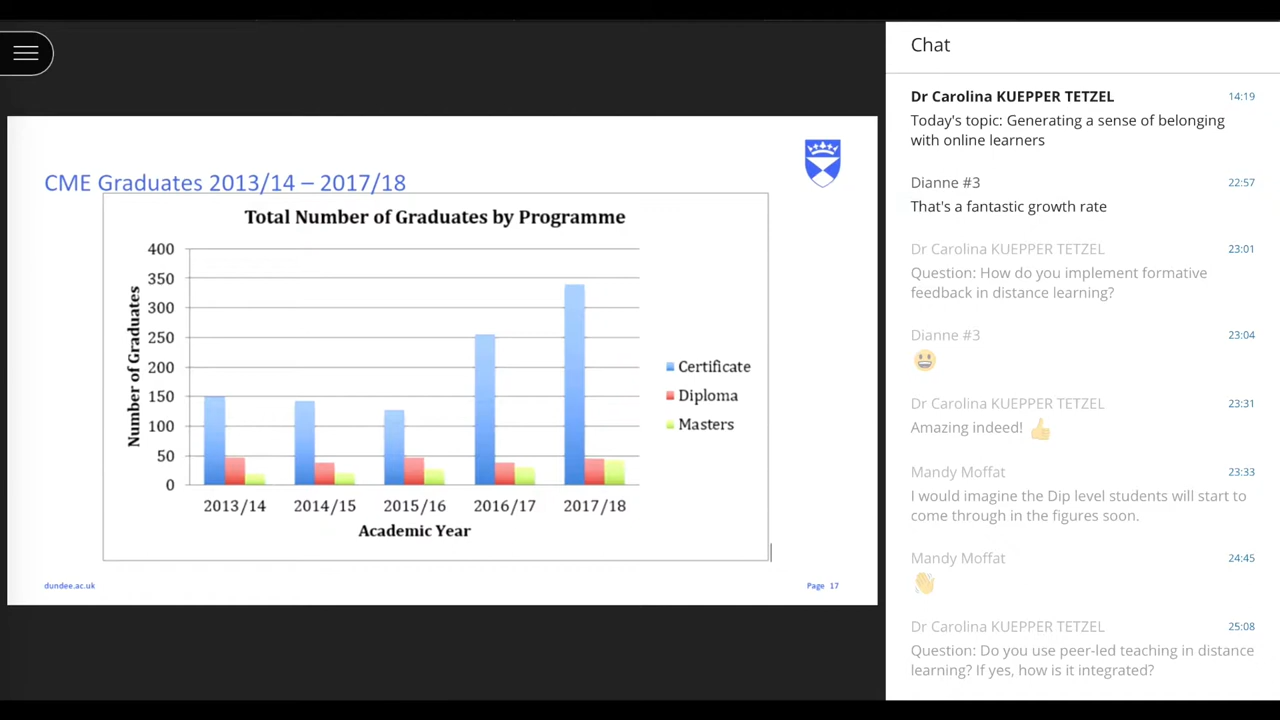 CME Graduates 2013/14 – 2017/18
Total Number of Graduates by Programme
Number of Graduates
400
350
300
250
200
150
100
50
0
2013/14 2014/15 2015/16 2016/17 2017/18
Academic Year
Certificate
Diploma
Masters
dundee.ac.uk
Page 17
Chat
Dr Carolina KUEPPER TETZEL 14:19
Today's topic: Generating a sense of belonging
with online learners
Dianne #3 22:57
That's a fantastic growth rate
Dr Carolina KUEPPER TETZEL 23:01
Question: How do you implement formative
feedback in distance learning?
Dianne #3 23:04
Dr Carolina KUEPPER TETZEL 23:31
Amazing indeed!
Mandy Moffat 23:33
I would imagine the Dip level students will start to
come through in the figures soon.
Mandy Moffat 24:45
Dr Carolina KUEPPER TETZEL 25:08
Question: Do you use peer-led teaching in distance
learning? If yes, how is it integrated?